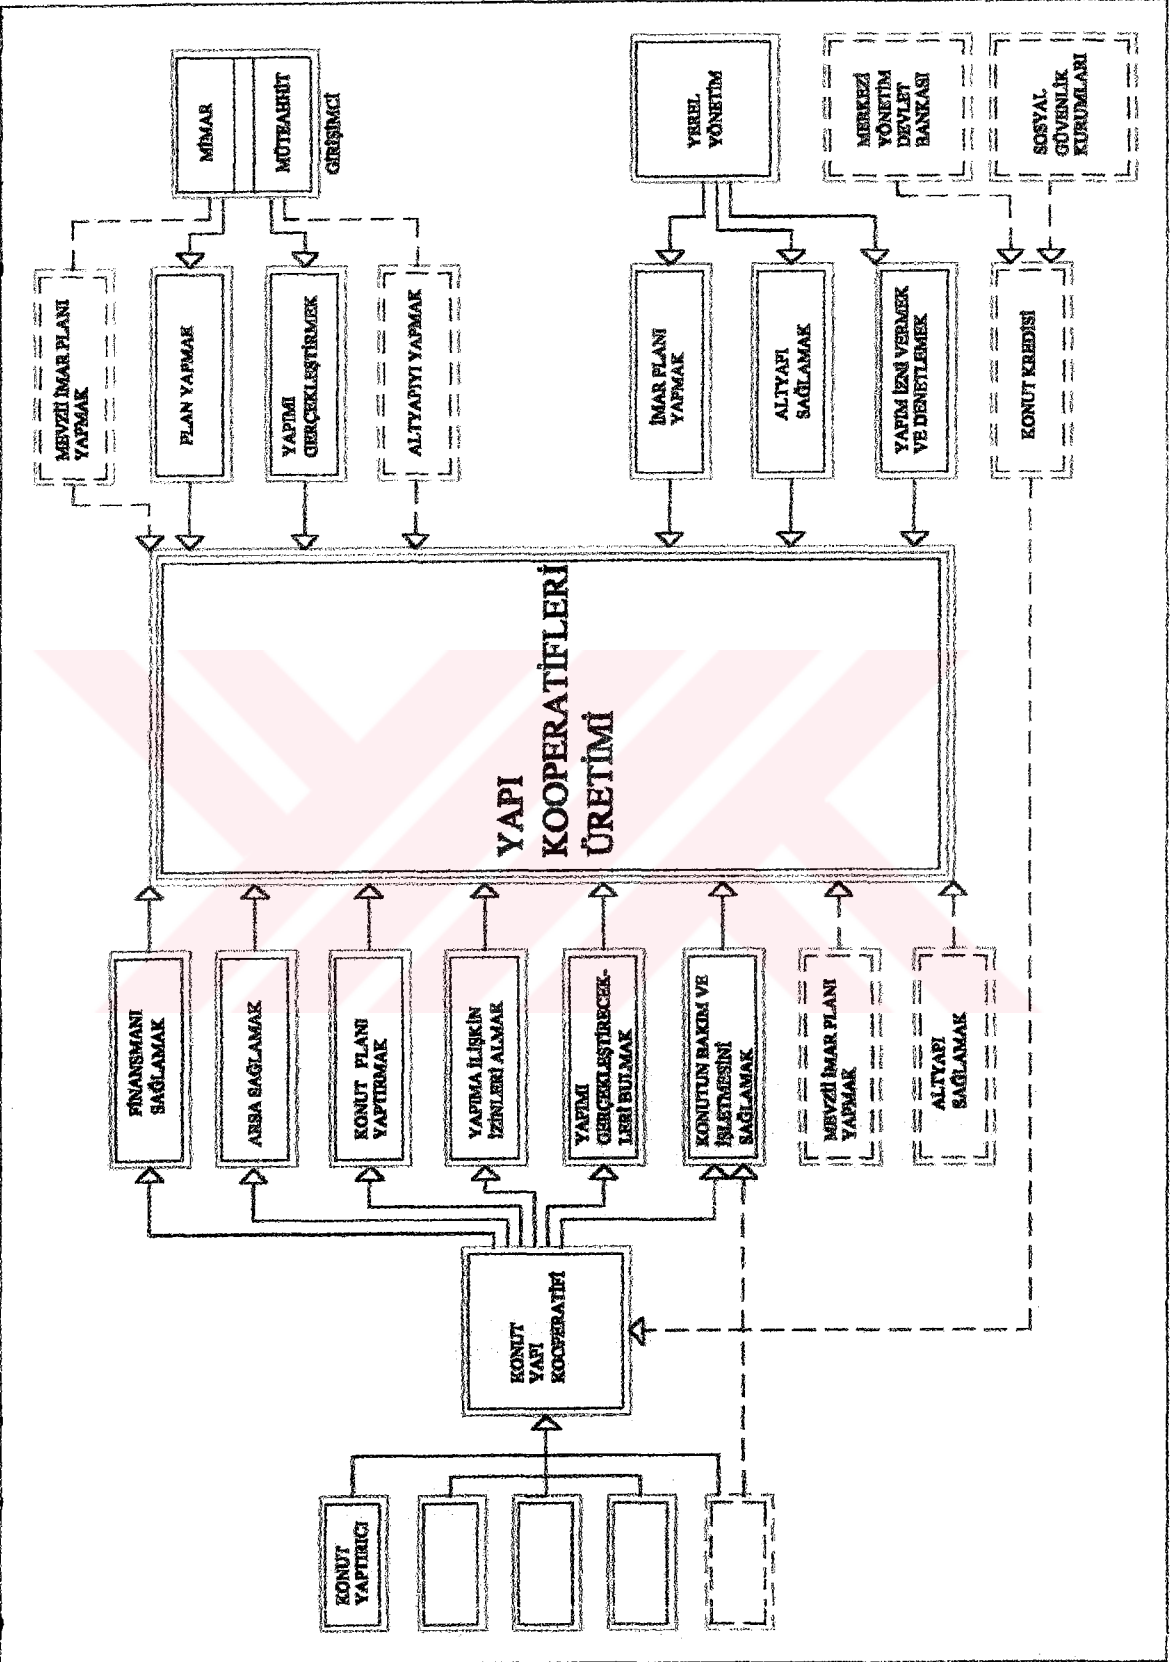 KONUT
YAPTIRICI
KONUT
YAPI
KOOPERATİFİ
FİNANSMANI
SAĞLAMAK
ARSA SAĞLAMAK
KONUT PLANI
YAPTIRMAK
YAPIMA İLİŞKİN
İZİNLERİ ALMAK
YAPIMI
GERÇEKLEŞTİRECEK-
LERİ BULMAK
KONUTUN BAKIM VE
İŞLETMESİNİ
SAĞLAMAK
MEVZİİ İMAR PLANI
YAPMAK
ALTYAPI
SAĞLAMAK
YAPI
KOOPERATİFLERİ
ÜRETİMİ
MEVZİİ İMAR PLANI
YAPMAK
PLAN YAPMAK
YAPIMI
GERÇEKLEŞTİRMEK
ALTYAPIYI YAPMAK
İMAR PLANI
YAPMAK
ALTYAPI
SAĞLAMAK
YAPIM İZNİ VERMEK
VE DENETLEMEK
KONUT KREDİSİ
MİMAR
MÜTEAHHİT
GİRİŞİMCİ
YEREL
YÖNETİM
MERKEZİ
YÖNETİM
DEVLET
BANKASI
SOSYAL
GÜVENLİK
KURUMLARI